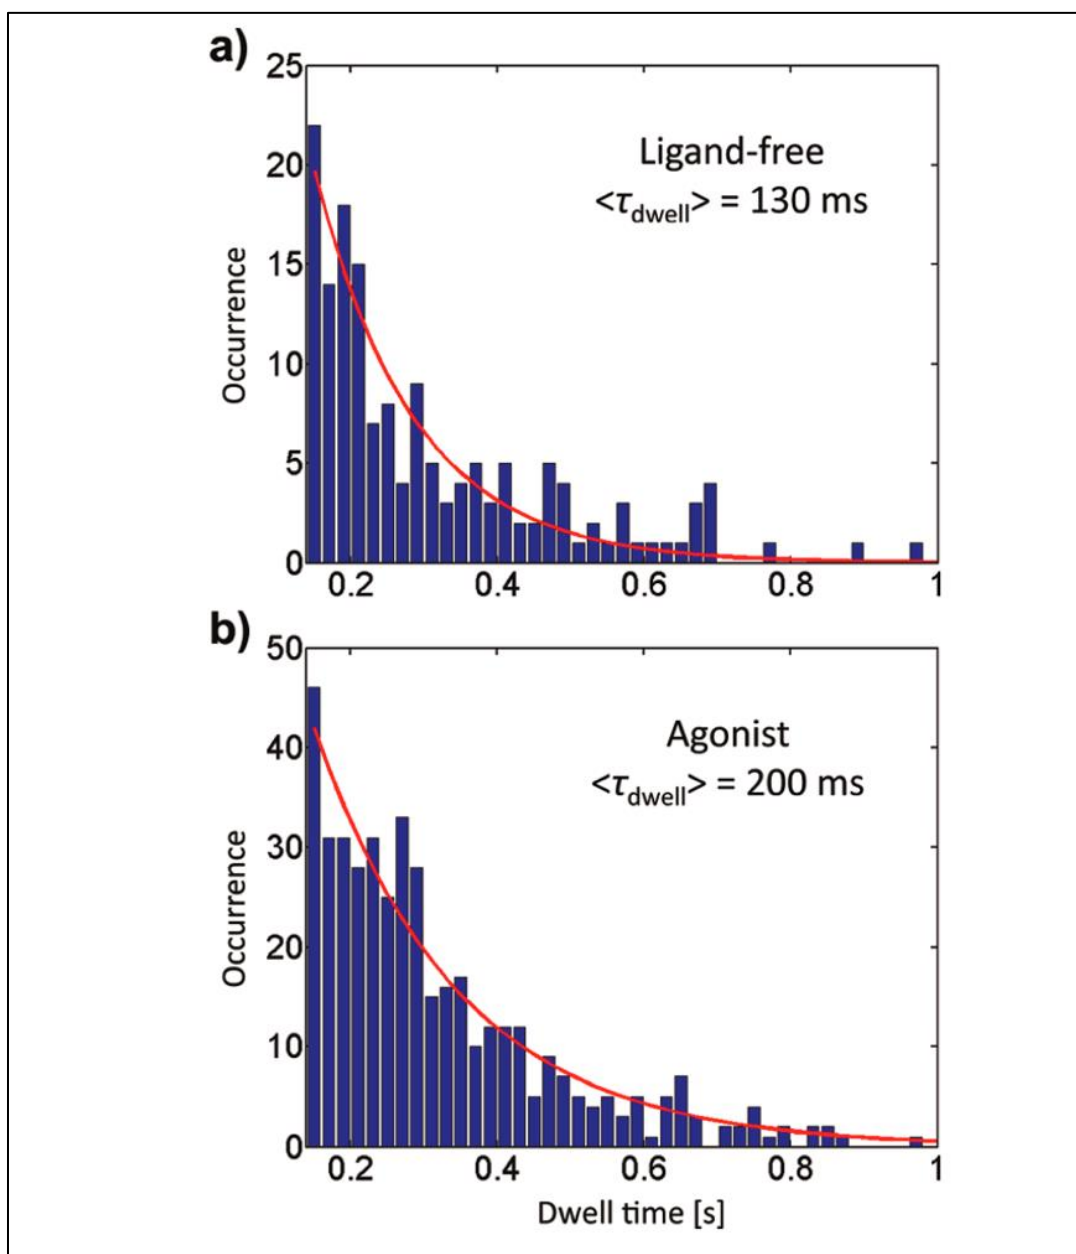 a)
25
20
15
10
5
0
Occurrence
Ligand-free
<τdwell> = 130 ms
0.2 0.4 0.6 0.8 1
b)
50
40
30
20
10
0
Occurrence
Agonist
<τdwell> = 200 ms
0.2 0.4 0.6 0.8 1
Dwell time [s]